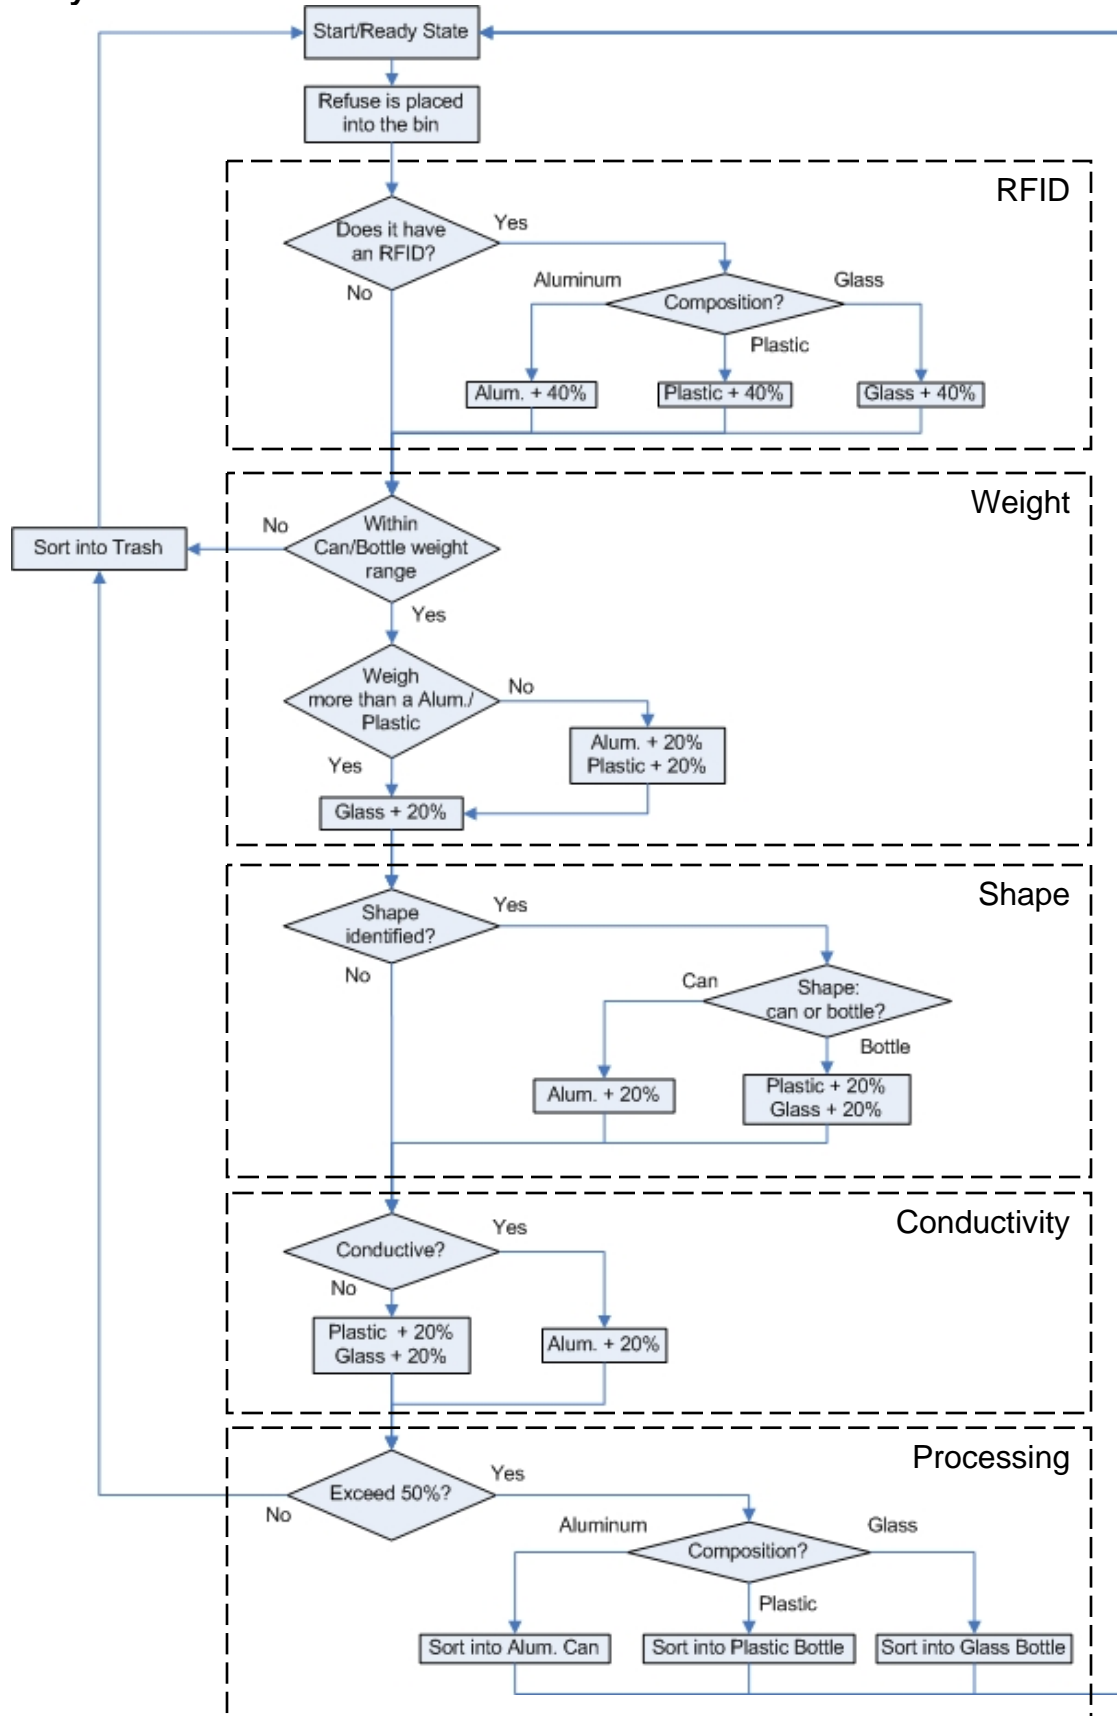 Start/Ready State
Refuse is placed
into the bin
RFID
Does it have
an RFID?
Yes
No
Aluminum
Composition?
Glass
Plastic
Alum. + 40%
Plastic + 40%
Glass + 40%
Weight
Within
Can/Bottle weight
range
No
Sort into Trash
Yes
Weigh
more than a Alum./
Plastic
No
Alum. + 20%
Plastic + 20%
Yes
Glass + 20%
Shape
Shape
identified?
Yes
No
Can
Shape:
can or bottle?
Bottle
Alum. + 20%
Plastic + 20%
Glass + 20%
Conductivity
Conductive?
Yes
No
Plastic + 20%
Glass + 20%
Alum. + 20%
Processing
Exceed 50%?
Yes
No
Aluminum
Composition?
Glass
Plastic
Sort into Alum. Can
Sort into Plastic Bottle
Sort into Glass Bottle